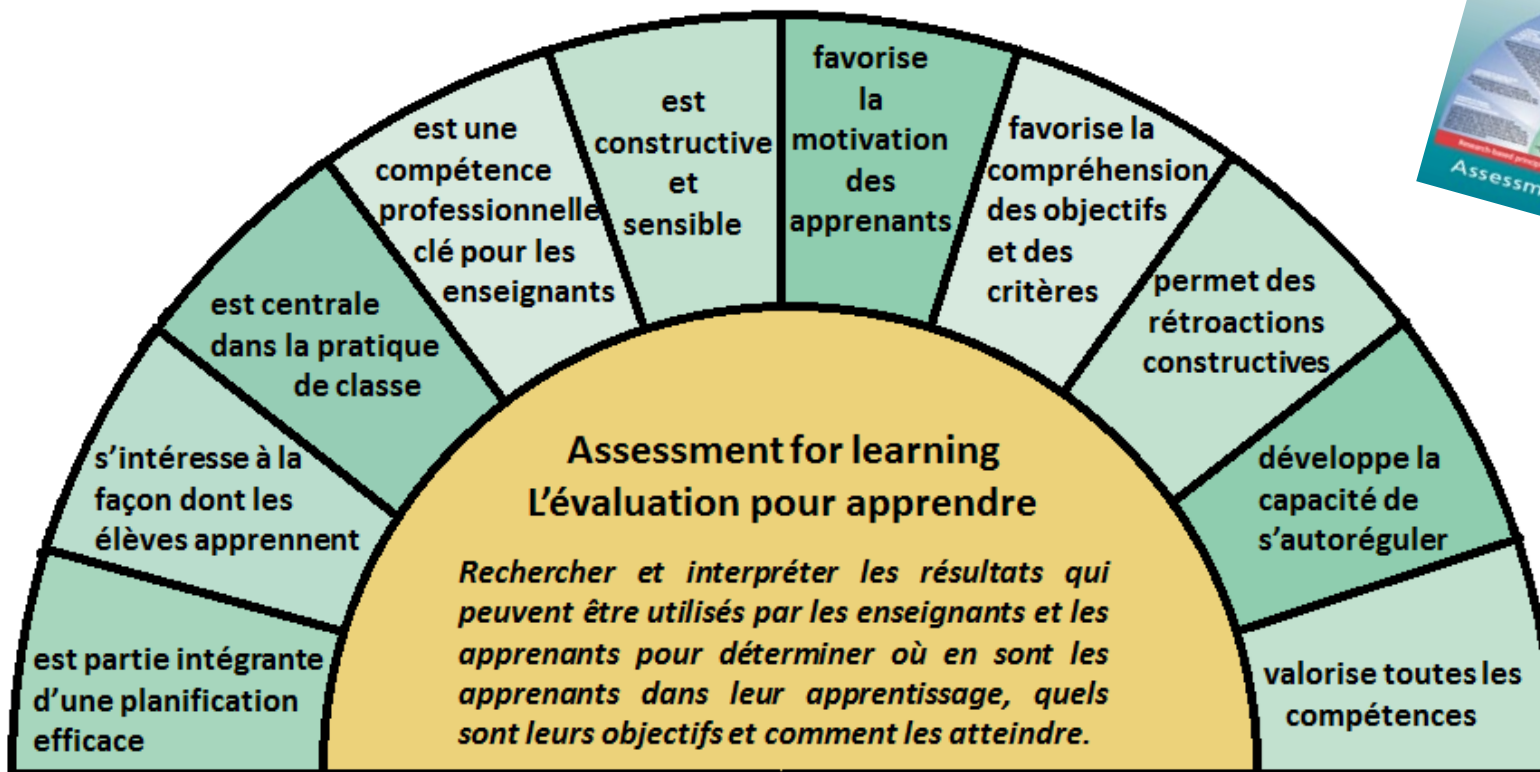 est partie intégrante
d'une planification
efficace
s'intéresse à la
façon dont les
élèves apprennent
est centrale
dans la pratique
de classe
est une
compétence
professionnelle
clé pour les
enseignants
est
constructive
et
sensible
favorise
la
motivation
des
apprenants
favorise la
compréhension
des objectifs
et des
critères
permet des
rétroactions
constructives
développe la
capacité de
s'autoréguler
valorise toutes les
compétences
Assessment for learning
L'évaluation pour apprendre
Rechercher et interpréter les résultats qui
peuvent être utilisés par les enseignants et les
apprenants pour déterminer où en sont les
apprenants dans leur apprentissage, quels
sont leurs objectifs et comment les atteindre.
Research-based